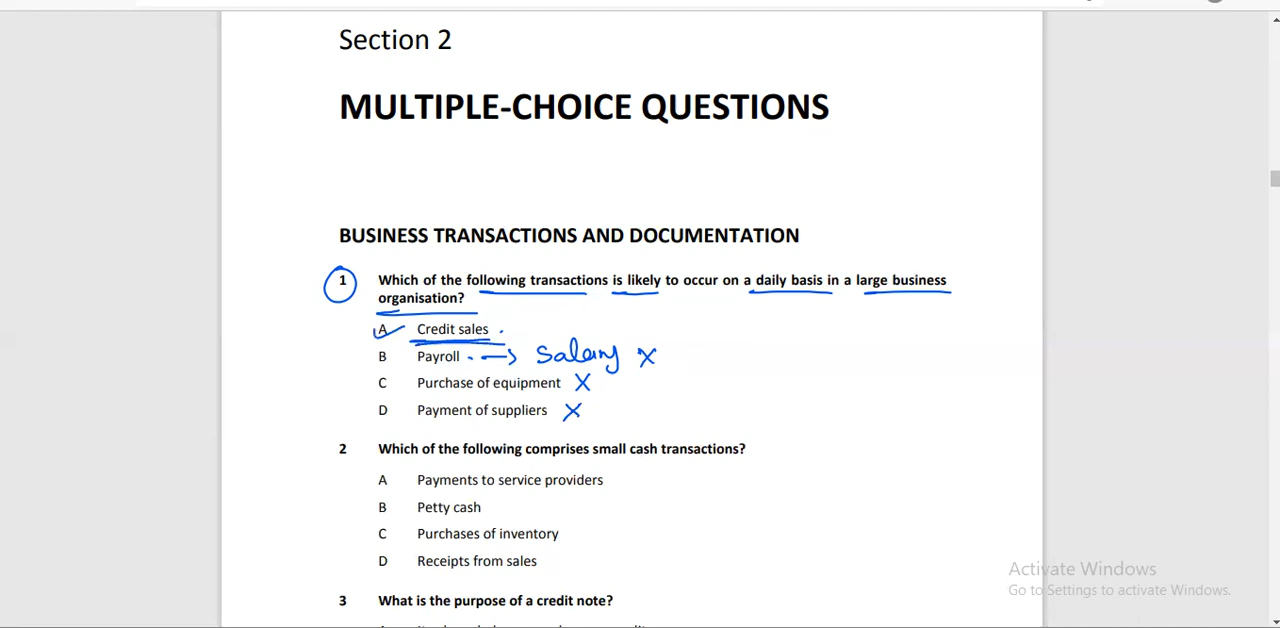 Section 2
MULTIPLE-CHOICE QUESTIONS
BUSINESS TRANSACTIONS AND DOCUMENTATION
1 Which of the following transactions is likely to occur on a daily basis in a large business
organisation?
A Credit sales
B Payroll → Salary X
C Purchase of equipment X
D Payment of suppliers X
2 Which of the following comprises small cash transactions?
A Payments to service providers
B Petty cash
C Purchases of inventory
D Receipts from sales
Activate Windows
Go to Settings to activate Windows.
3 What is the purpose of a credit note?